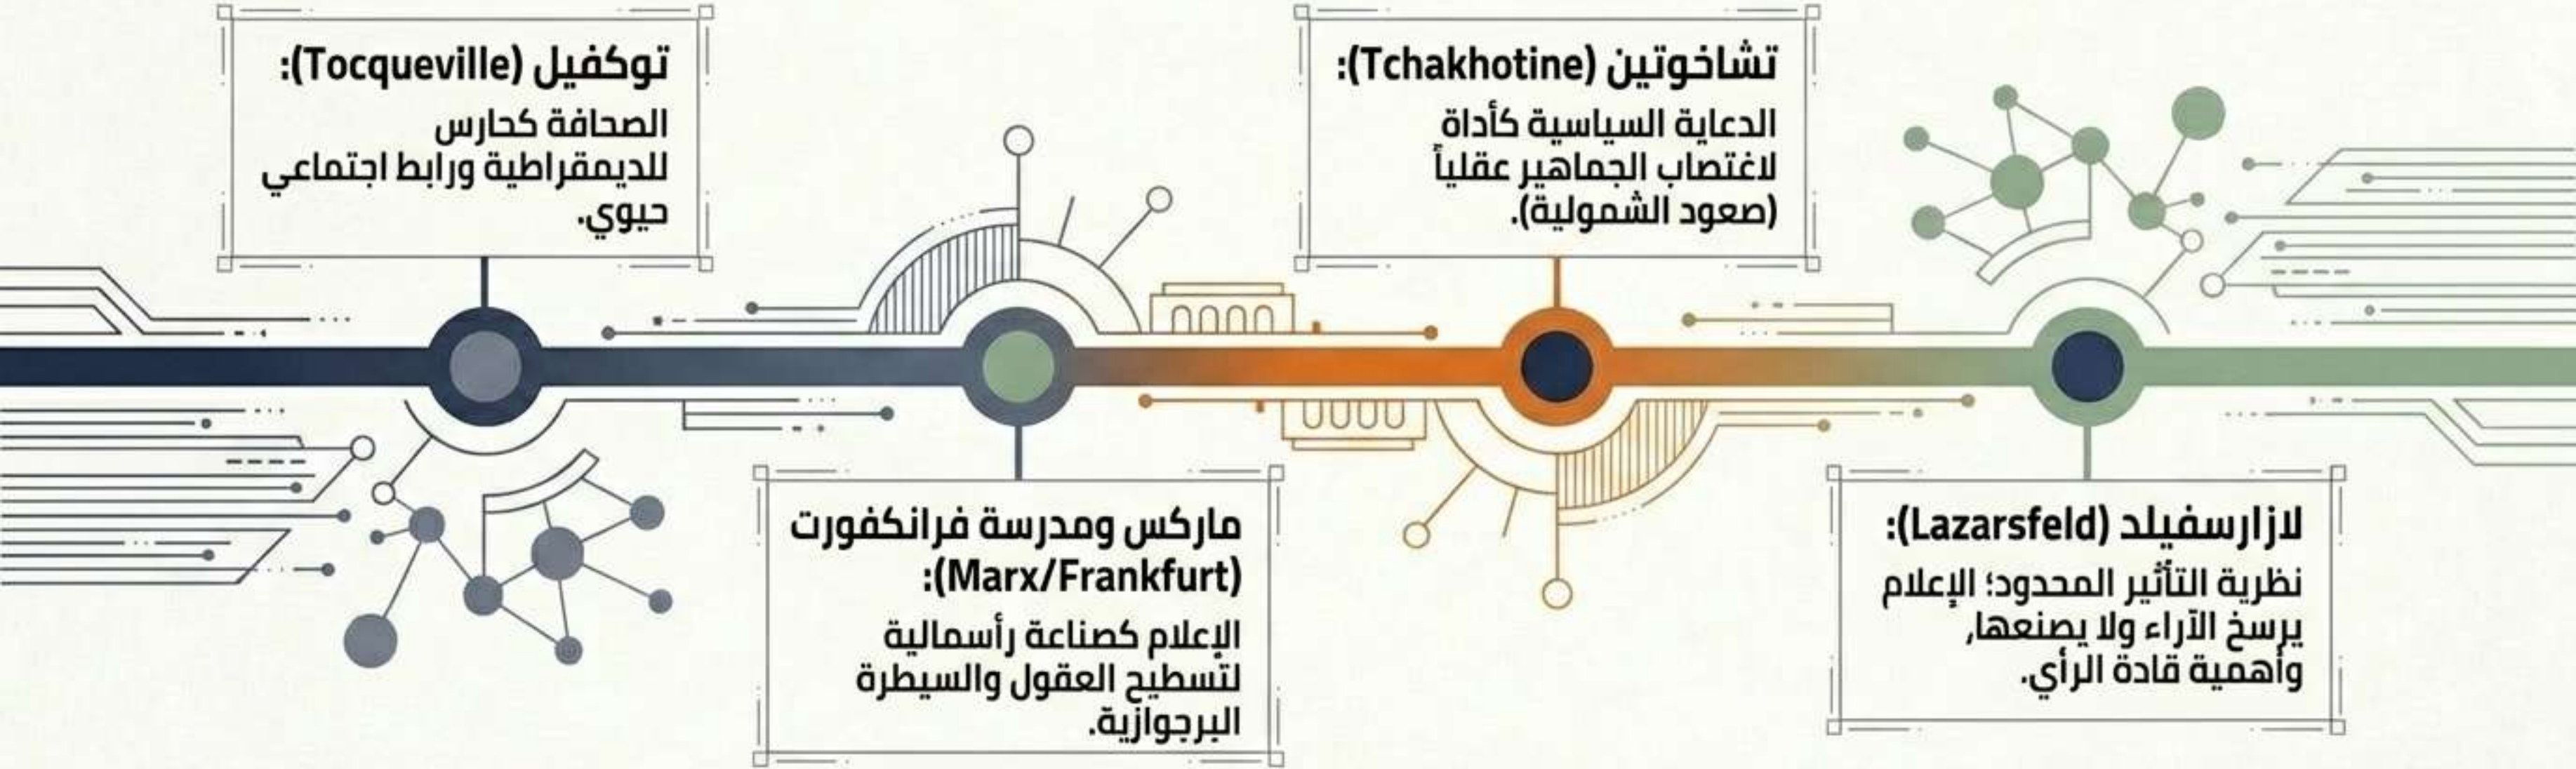 توكفيل (Tocqueville):
الصحافة كحارس
للديمقراطية ورابط اجتماعي
حيوي.
ماركس ومدرسة فرانكفورت
(Marx/Frankfurt):
الإعلام كصناعة رأسمالية
لتسطيح العقول والسيطرة
البرجوازية.
تشاخوتين (Tchakhotine):
الدعاية السياسية كأداة
لاغتصاب الجماهير عقلياً
(صعود الشمولية).
لازارسفيلد (Lazarsfeld):
نظرية التأثير المحدود؛ الإعلام
يرسخ الآراء ولا يصنعها,
وأهمية قادة الرأي.